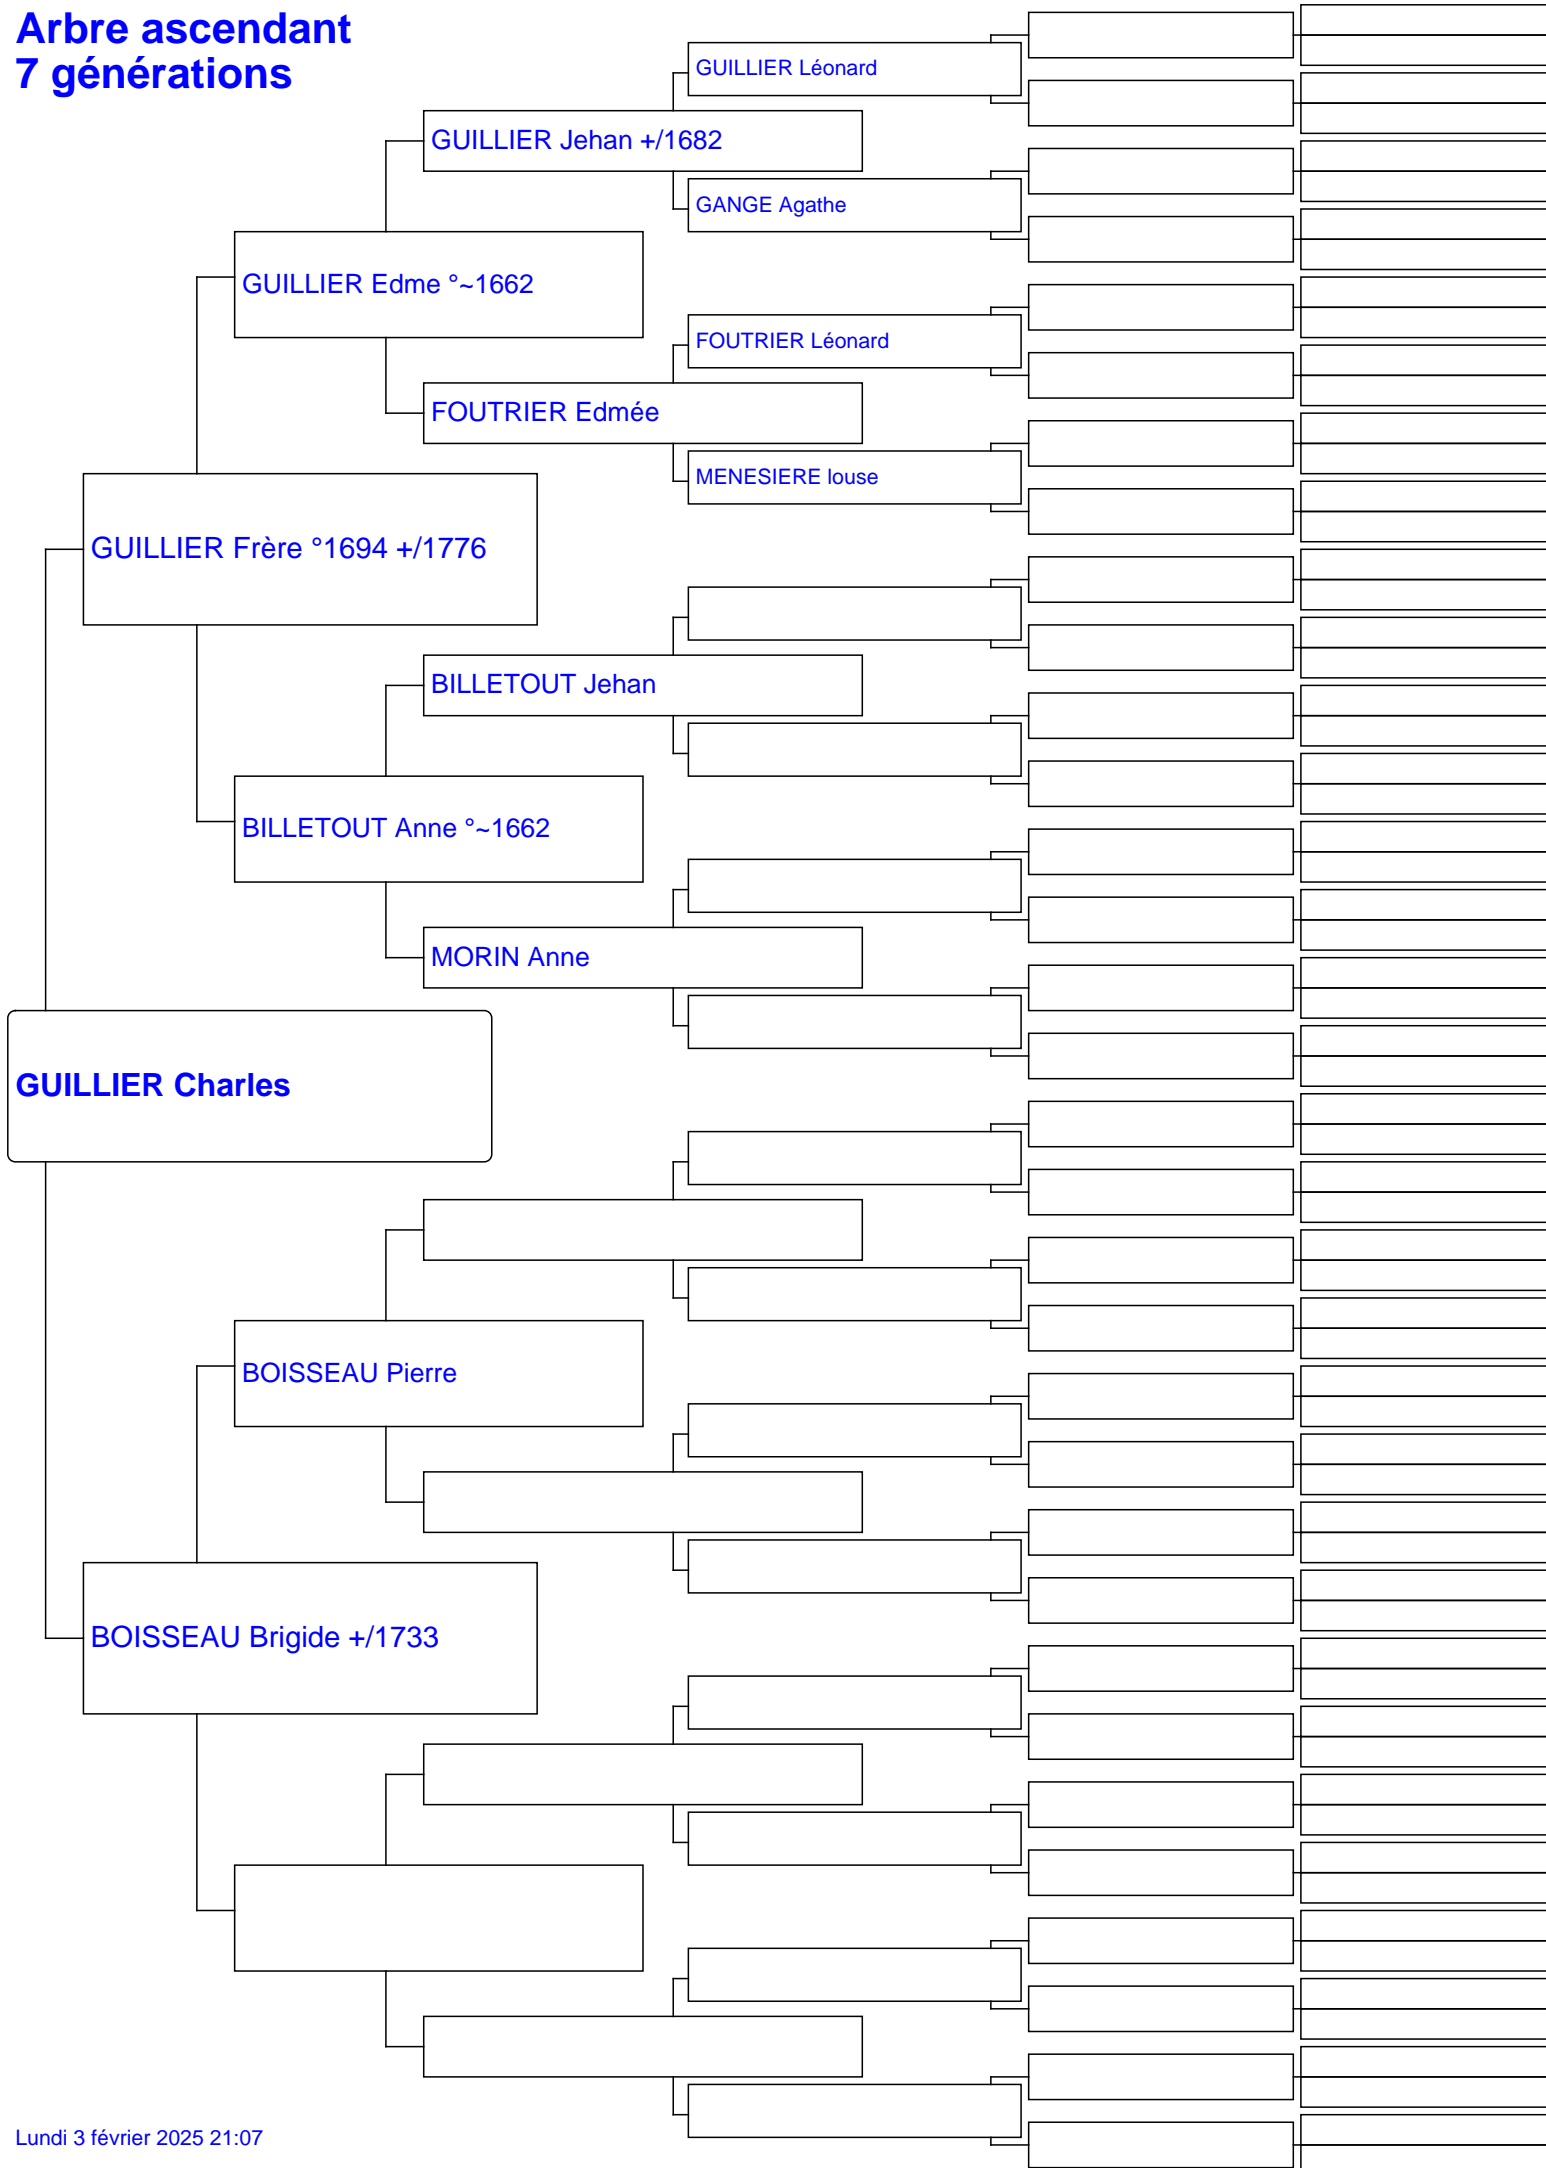 Arbre ascendant
7 générations
GUILLIER Léonard
GUILLIER Jehan +/1682
GANGE Agathe
GUILLIER Edme °~1662
FOUTRIER Léonard
FOUTRIER Edmée
MENESIERE louse
GUILLIER Frère °1694 +/1776
BILLETOUT Jehan
BILLETOUT Anne °~1662
MORIN Anne
GUILLIER Charles
BOISSEAU Pierre
BOISSEAU Brigide +/1733
Lundi 3 février 2025 21:07